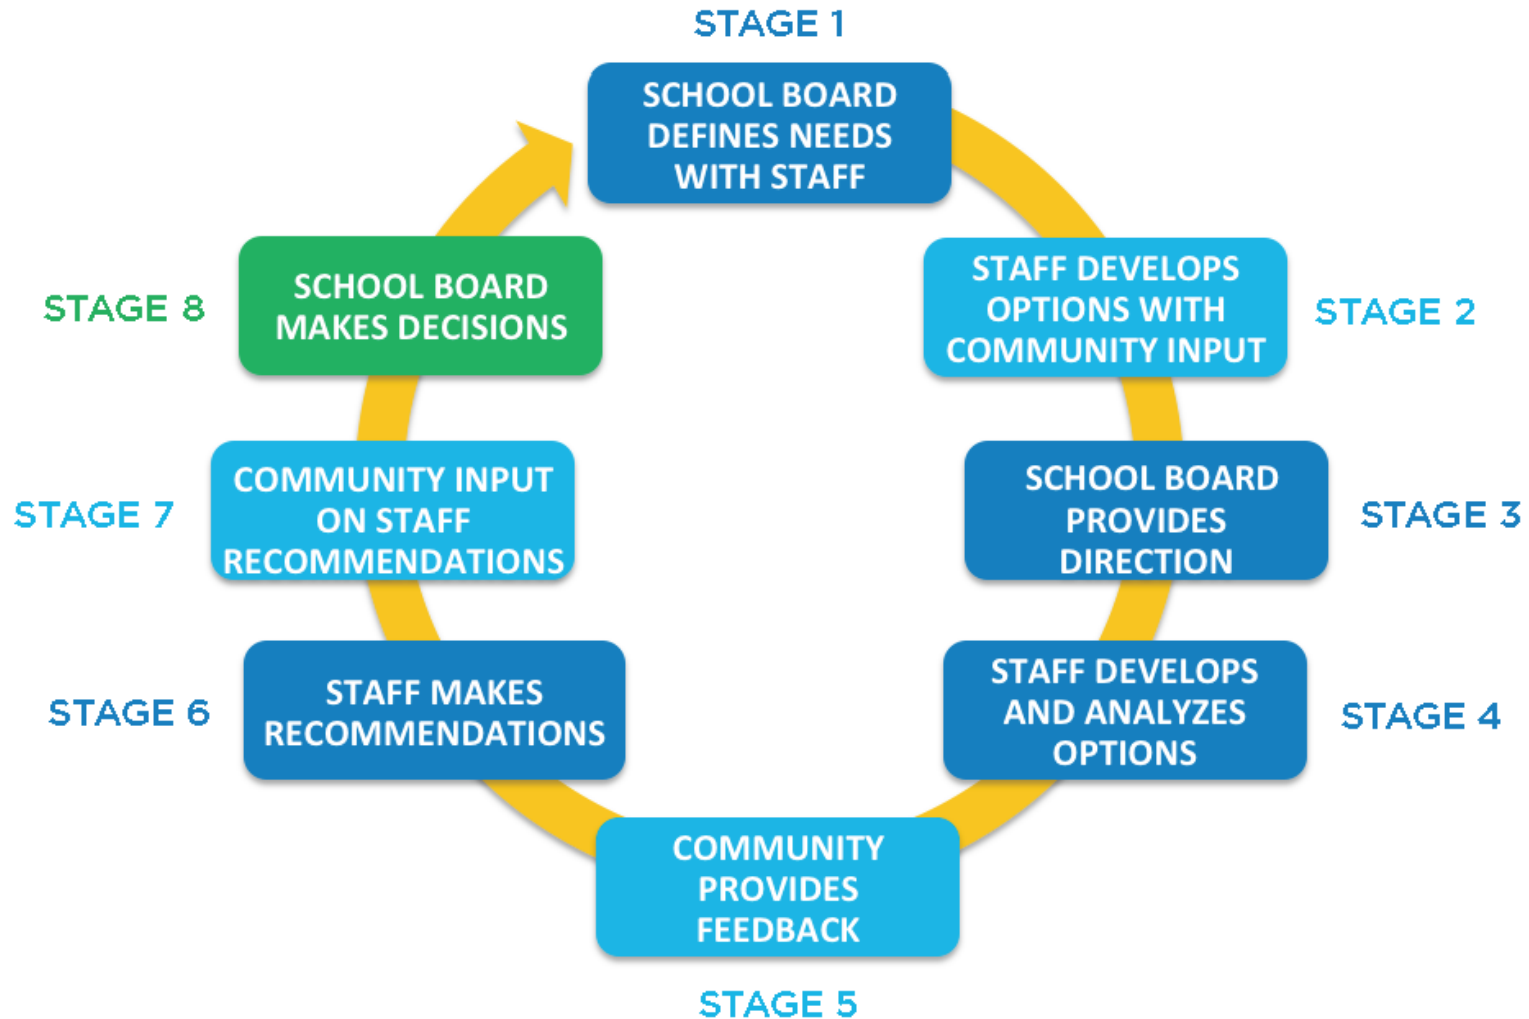 STAGE 1
SCHOOL BOARD
DEFINES NEEDS
WITH STAFF
STAFF DEVELOPS
OPTIONS WITH
COMMUNITY INPUT
STAGE 2
SCHOOL BOARD
PROVIDES
DIRECTION
STAGE 3
STAFF DEVELOPS
AND ANALYZES
OPTIONS
STAGE 4
COMMUNITY
PROVIDES
FEEDBACK
STAGE 5
STAGE 6
STAFF MAKES
RECOMMENDATIONS
STAGE 7
COMMUNITY INPUT
ON STAFF
RECOMMENDATIONS
STAGE 8
SCHOOL BOARD
MAKES DECISIONS